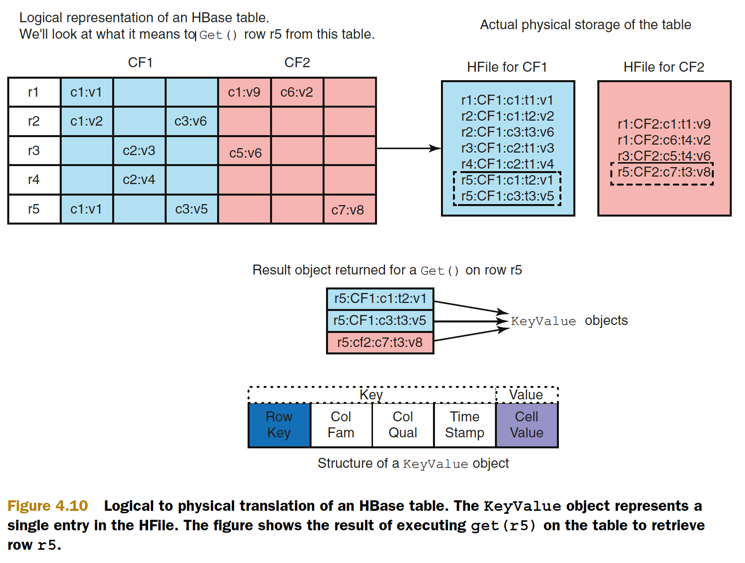 Logical representation of an HBase table.
We'll look at what it means to Get() row r5 from this table.
Actual physical storage of the table
CF1 CF2
HFile for CF1 HFile for CF2
r1 c1:v1 c1:v9 c6:v2
r2 c1:v2 c3:v6
r3 c2:v3 c5:v6
r4 c2:v4
r5 c1:v1 c3:v5 c7:v8
r1:CF1:c1:t1:v1
r2:CF1:c1:t2:v2
r2:CF1:c3:t3:v6
r3:CF1:c2:t1:v3
r4:CF1:c2:t1:v4
r5:CF1:c1:t2:v1
r5:CF1:c3:t3:v5
r1:CF2:c1:t1:v9
r1:CF2:c6:t4:v2
r3:CF2:c5:t4:v6
r5:CF2:c7:t3:v8
Result object returned for a Get() on row r5
r5:CF1:c1:t2:v1
r5:CF1:c3:t3:v5
r5:cf2:c7:t3:v8
KeyValue objects
Key Value
Row Col Col Time Cell
Key Fam Qual Stamp Value
Structure of a KeyValue object
Figure 4.10 Logical to physical translation of an HBase table. The KeyValue object represents a
single entry in the HFile. The figure shows the result of executing get(r5) on the table to retrieve
row r5.